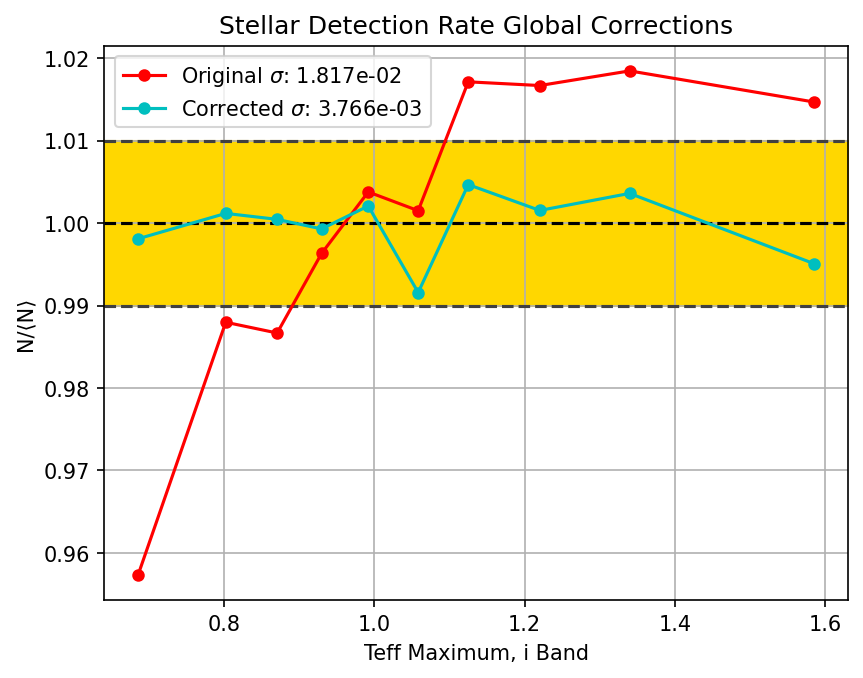 Stellar Detection Rate Global Corrections
Original σ: 1.817e-02
Corrected σ: 3.766e-03
N/⟨N⟩
1.02
1.01
1.00
0.99
0.98
0.97
0.96
0.8 1.0 1.2 1.4 1.6
Teff Maximum, i Band